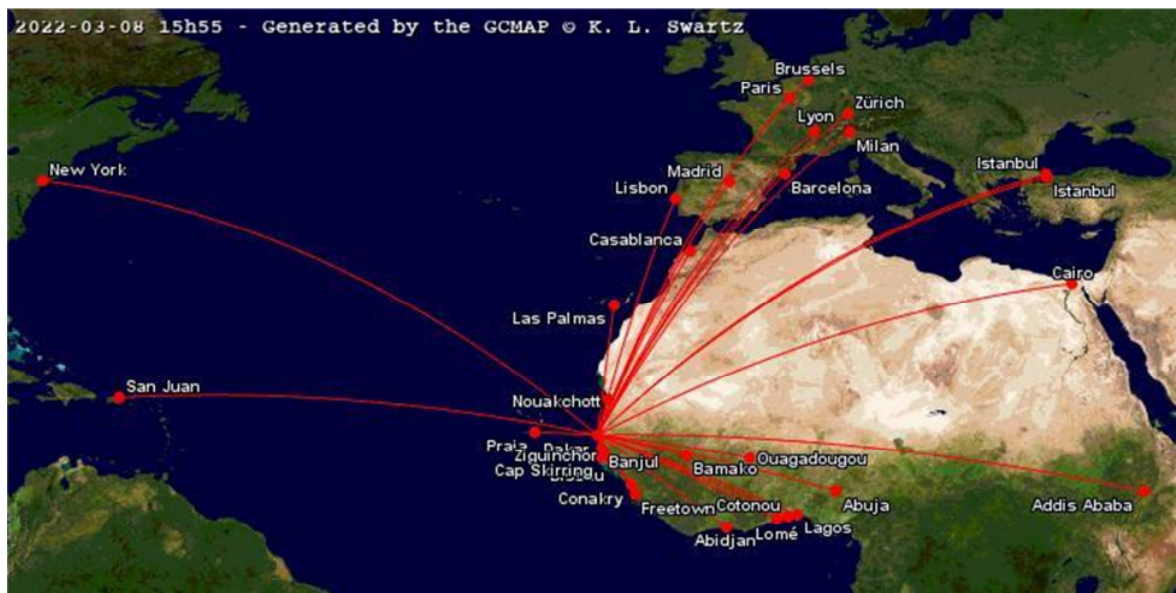 2022-03-08 15h55 - Generated by the GCMAP © K. L. Swartz
Brussels
Paris
Zürich
Lyon
Milan
New York
Madrid
Istanbul
Lisbon
Barcelona
Istanbul
Casablanca
Cairo
Las Palmas
San Juan
Nouakchott
Praia
Dakar
Ziguinchor
Banjul
Ouagadougou
Cap Skirring
Bamako
Conakry
Freetown
Cotonou
Abuja
Addis Ababa
Abidjan
Lomé
Lagos